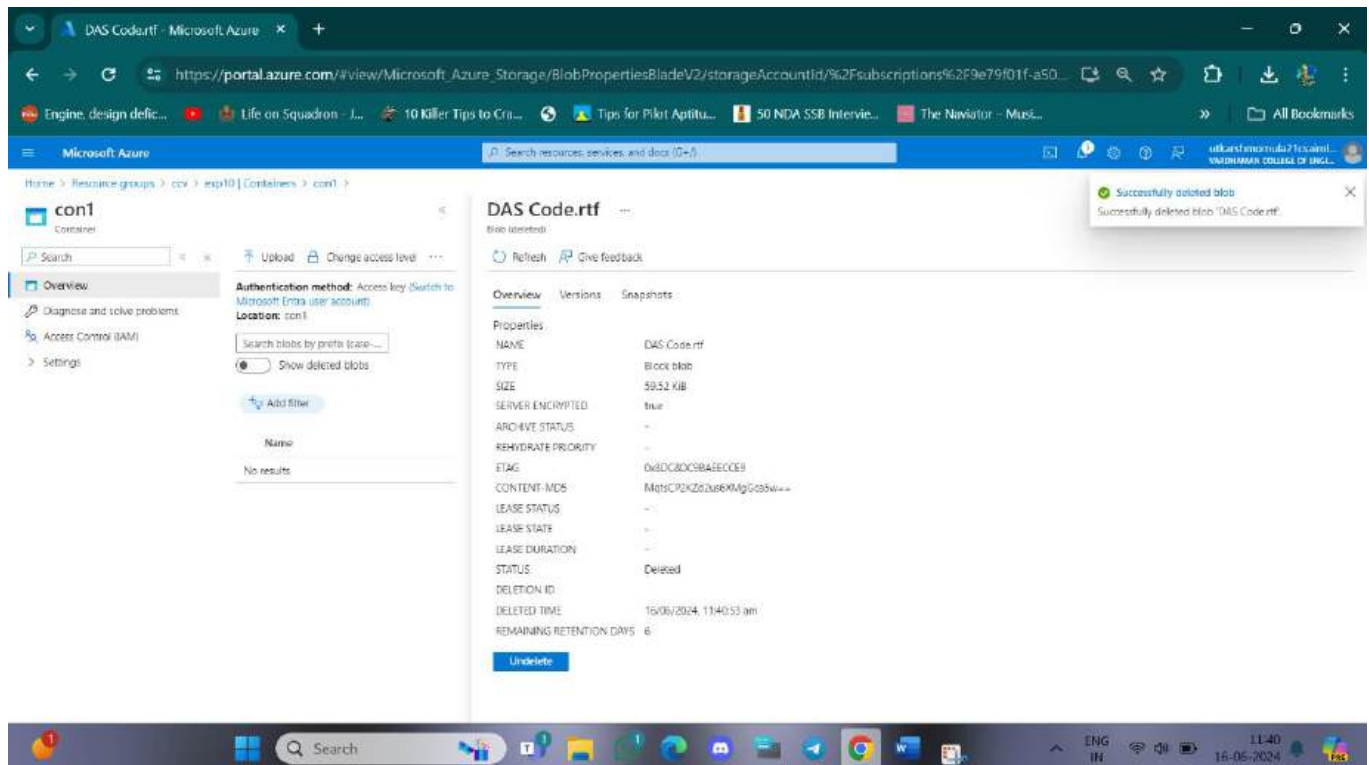 DAS Code.rtf - Microsoft Azure
https://portal.azure.com/#view/Microsoft_Azure_Storage/BlobPropertiesBladeV2/storageAccountId/%2Fsubscriptions%2F9e79f01f-a50...
Engine, design defic... Life on Squadron - J... 10 Killer Tips to Cra... Tips for Pilot Aptitu... 50 NDA SSB Intervie... The Naviator – Musi... » All Bookmarks
Microsoft Azure
Search resources, services, and docs (G+/)
VARDHAMAN COLLEGE OF ENGI...
Home > Resource groups > ccv > exp10 | Containers > con1 >
Successfully deleted blob
Successfully deleted blob 'DAS Code.rtf'.
con1
Container
Search
Overview
Diagnose and solve problems
Access Control (IAM)
Settings
Upload Change access level ...
Authentication method: Access key (Switch to
Microsoft Entra user account)
Location: con1
Search blobs by prefix (case-...
Show deleted blobs
Add filter
Name
No results
DAS Code.rtf ...
Blob (deleted)
Refresh Give feedback
Overview Versions Snapshots
Properties
NAME DAS Code.rtf
TYPE Block blob
SIZE 59.52 KiB
SERVER ENCRYPTED true
ARCHIVE STATUS -
REHYDRATE PRIORITY -
ETAG
CONTENT-MD5
LEASE STATUS -
LEASE STATE -
LEASE DURATION -
STATUS Deleted
DELETION ID
DELETED TIME 16/06/2024, 11:40:53 am
REMAINING RETENTION DAYS 6
Undelete
Search
ENG
IN
11:40
16-06-2024